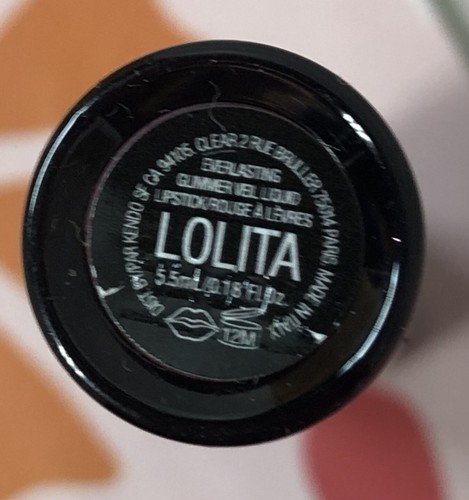 DIST. BY/PAR KENDO SF CA 94105, CLEAR 2 RUE BRULLER 75014 PARIS MADE IN ITALY
EVERLASTING
GLIMMER VEIL LIQUID
LIPSTICK/ROUGE À LÈVRES
LOLITA
5.5mL/0.18 Fl.Oz.
12M